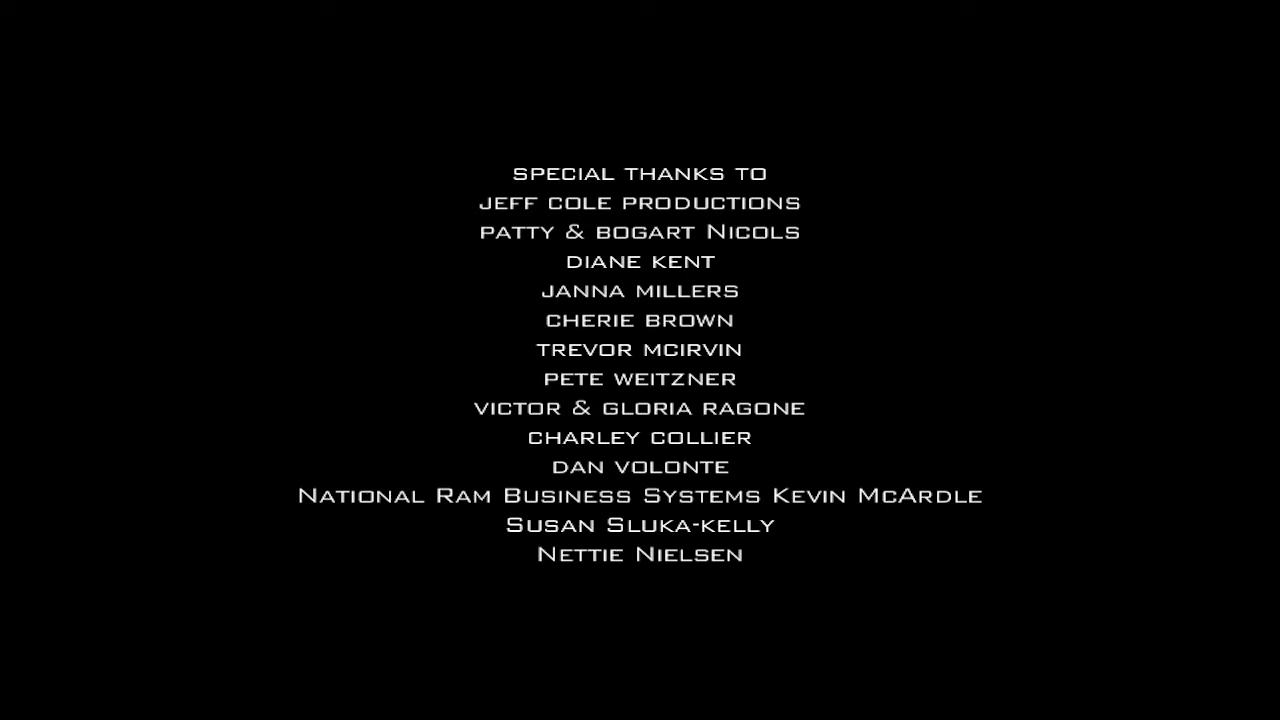 SPECIAL THANKS TO
JEFF COLE PRODUCTIONS
PATTY & BOGART NICOLS
DIANE KENT
JANNA MILLERS
CHERIE BROWN
TREVOR MCIRVIN
PETE WEITZNER
VICTOR & GLORIA RAGONE
CHARLEY COLLIER
DAN VOLONTE
NATIONAL RAM BUSINESS SYSTEMS KEVIN MCARDLE
SUSAN SLUKA-KELLY
NETTIE NIELSEN